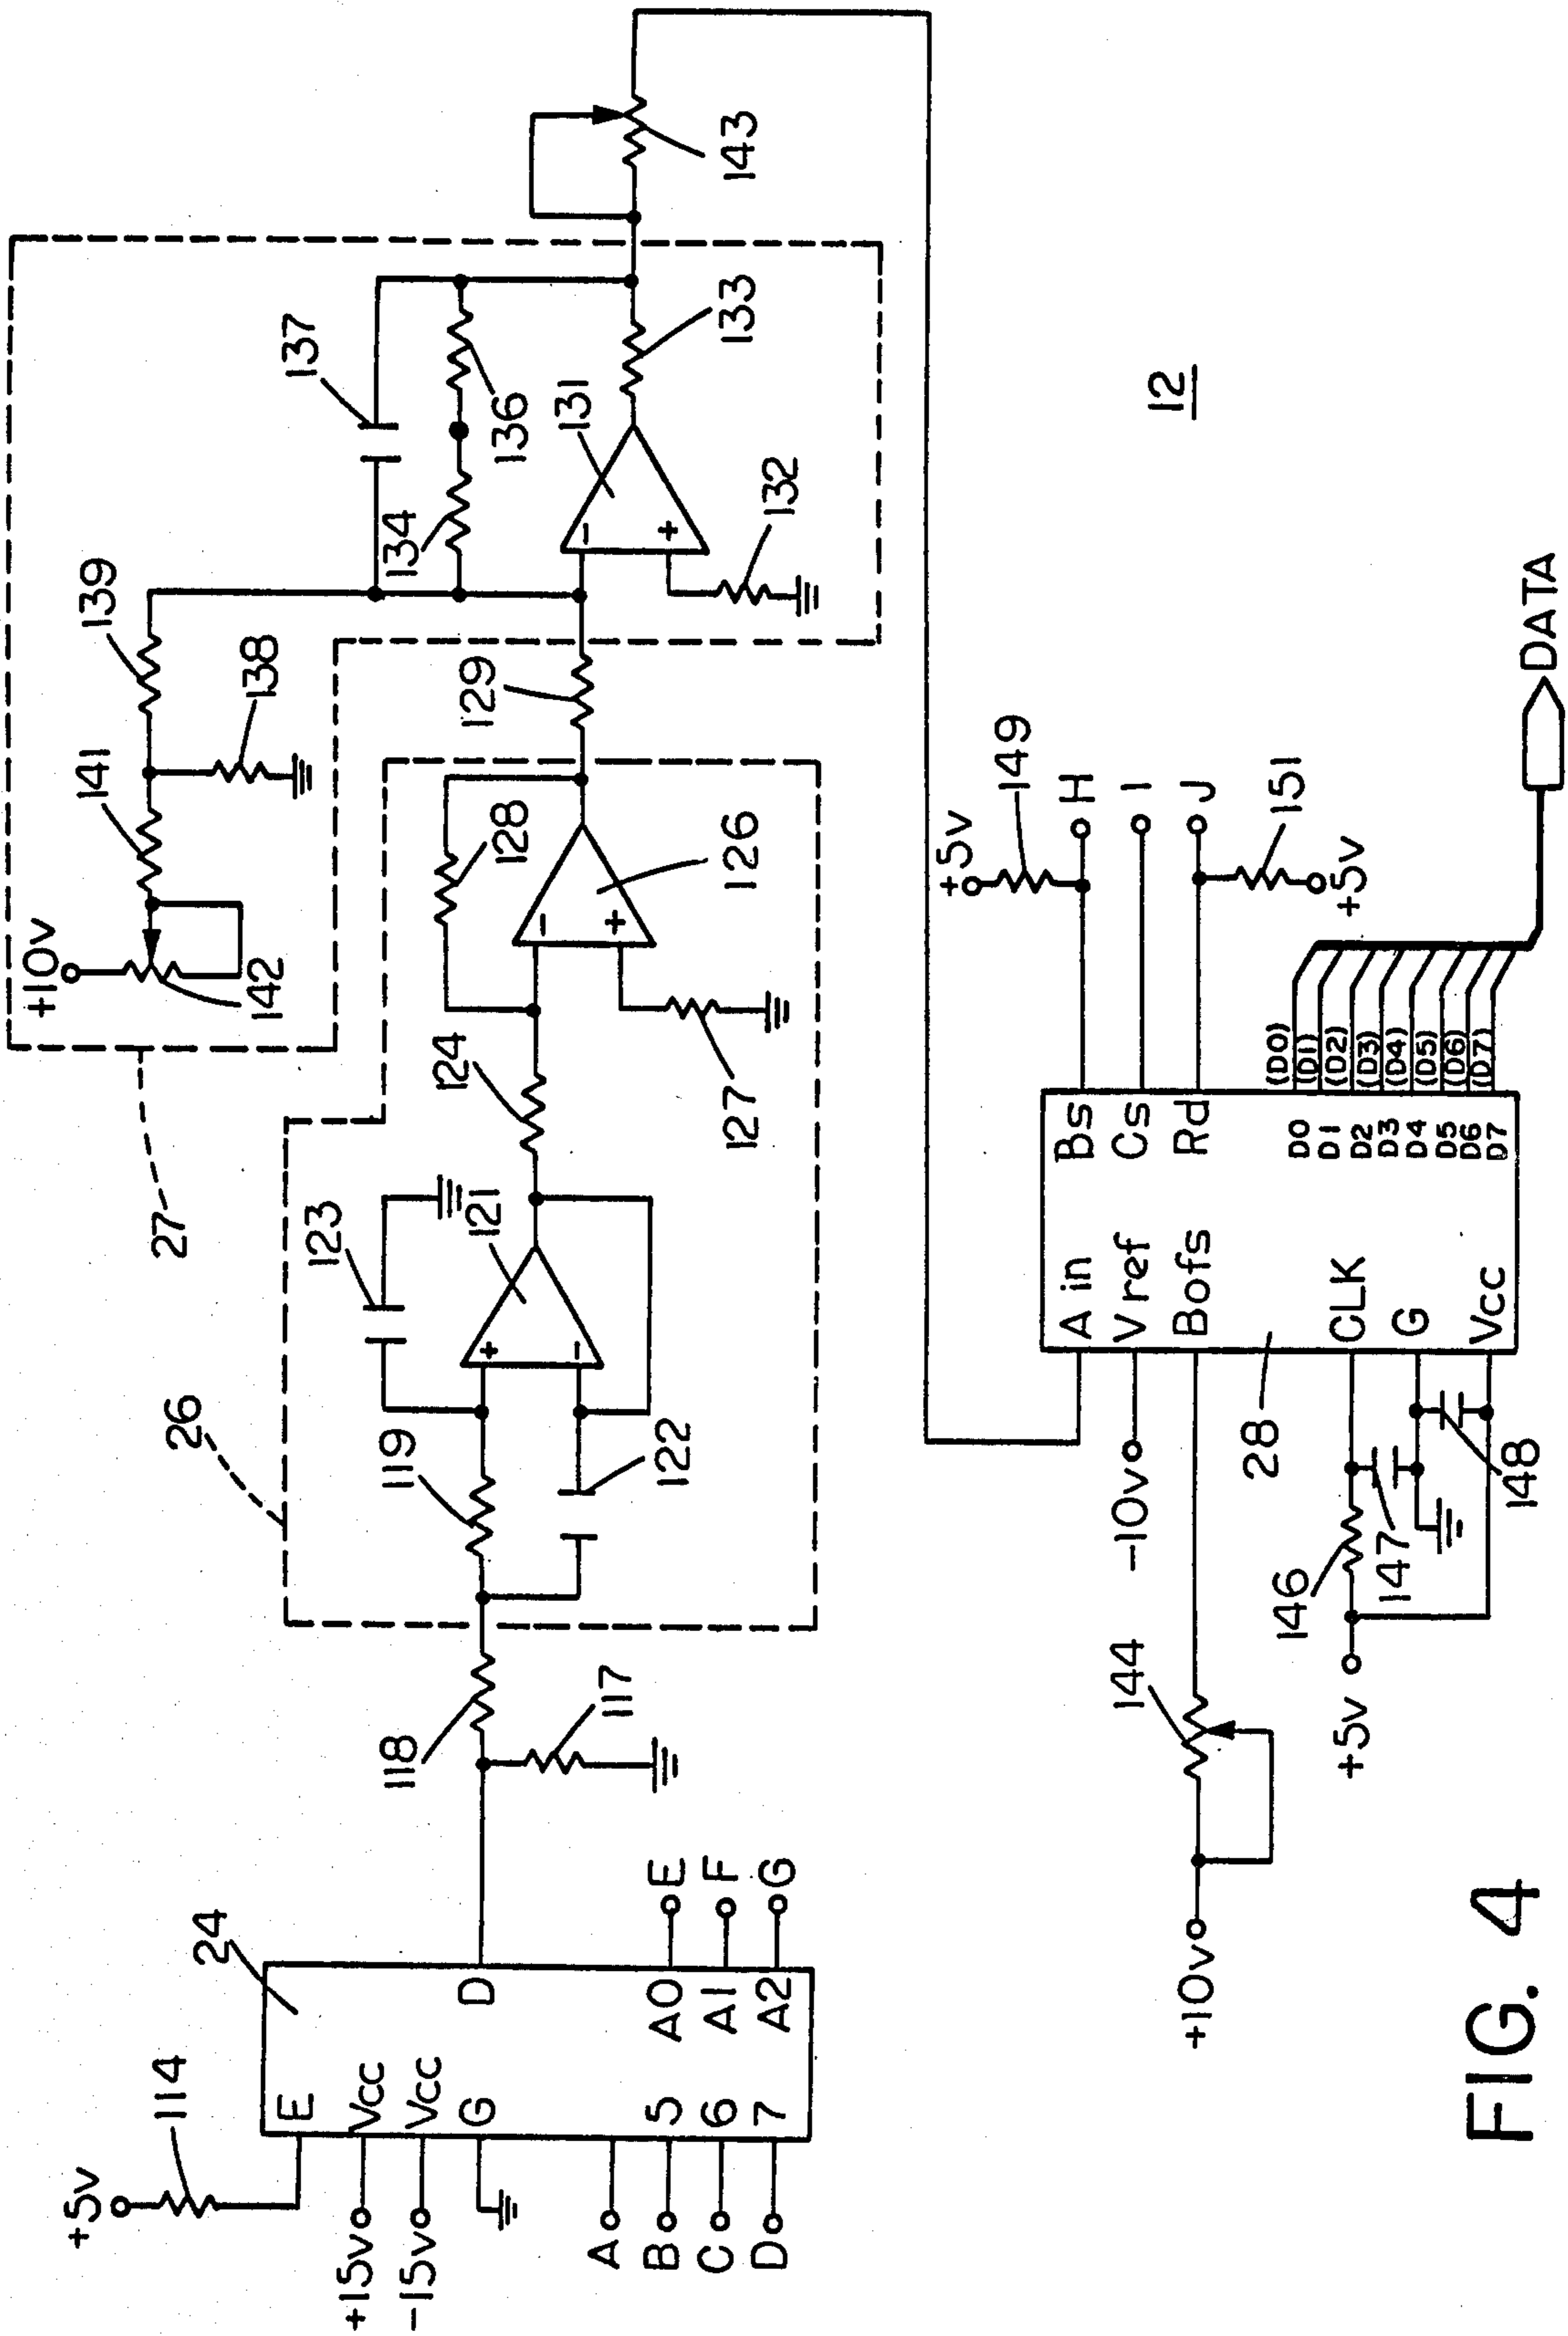 +5v
114
24
E
+15v
Vcc
-15v
Vcc
G
D
A
B
5
C
6
D
7
A0
E
A1
F
A2
G
118
117
26
119
122
123
121
+
-
124
128
-
+
126
127
129
27
+10v
142
141
139
138
137
134
136
-
+
131
132
133
143
12
A in
-10v
Vref
+10v
144
Bofs
28
+5v
146
147
148
CLK
G
Vcc
Bs
Cs
Rd
+5v
149
H
I
J
151
+5v
D0 (D0)
D1 (D1)
D2 (D2)
D3 (D3)
D4 (D4)
D5 (D5)
D6 (D6)
D7 (D7)
DATA
FIG. 4